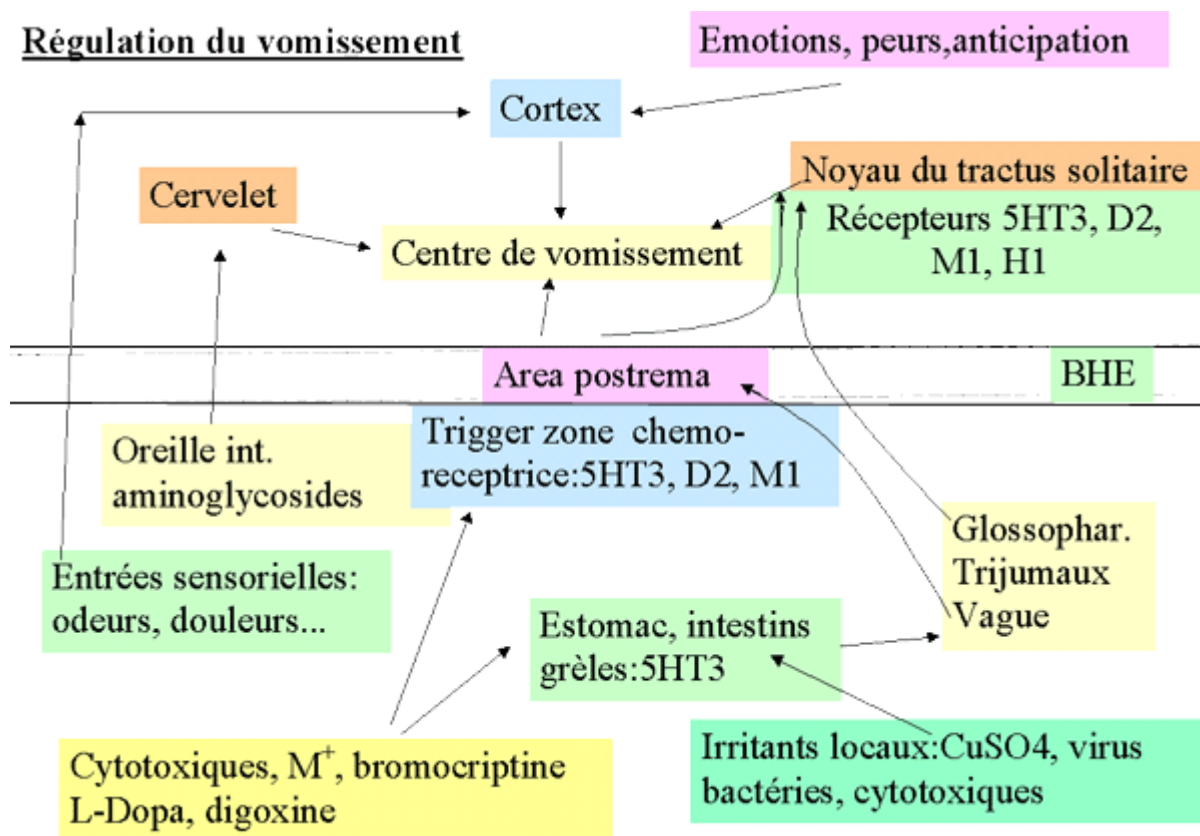 Régulation du vomissement
Emotions, peurs,anticipation
Cortex
Cervelet
Noyau du tractus solitaire
Centre de vomissement
Récepteurs 5HT3, D2,
M1, H1
Area postrema
BHE
Oreille int.
aminoglycosides
Trigger zone chemo-
receptrice:5HT3, D2, M1
Glossophar.
Trijumaux
Vague
Entrées sensorielles:
odeurs, douleurs...
Estomac, intestins
grèles:5HT3
Cytotoxiques, M⁺, bromocriptine
L-Dopa, digoxine
Irritants locaux:CuSO4, virus
bactéries, cytotoxiques